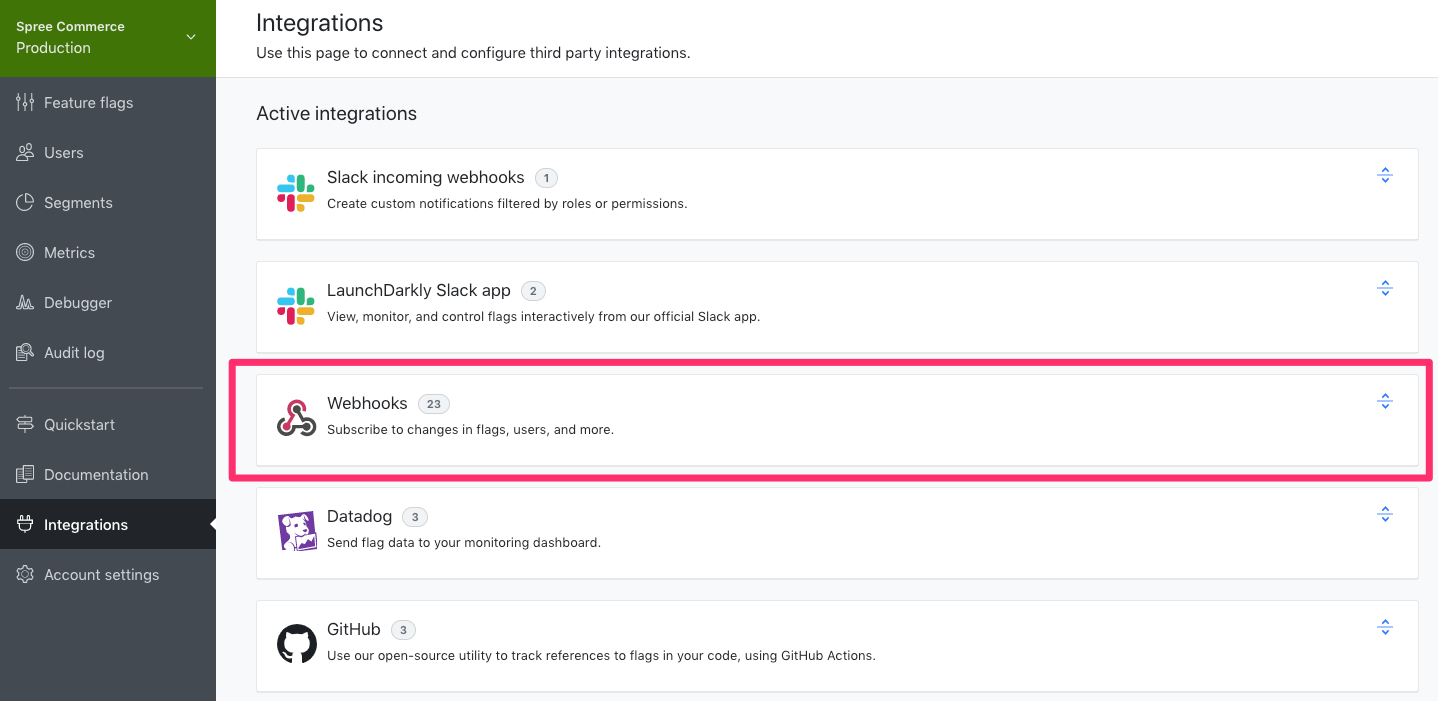 Spree Commerce
Production
Feature flags
Users
Segments
Metrics
Debugger
Audit log
Quickstart
Documentation
Integrations
Account settings
Integrations
Use this page to connect and configure third party integrations.
Active integrations
Slack incoming webhooks 1
Create custom notifications filtered by roles or permissions.
LaunchDarkly Slack app 2
View, monitor, and control flags interactively from our official Slack app.
Webhooks 23
Subscribe to changes in flags, users, and more.
Datadog 3
Send flag data to your monitoring dashboard.
GitHub 3
Use our open-source utility to track references to flags in your code, using GitHub Actions.